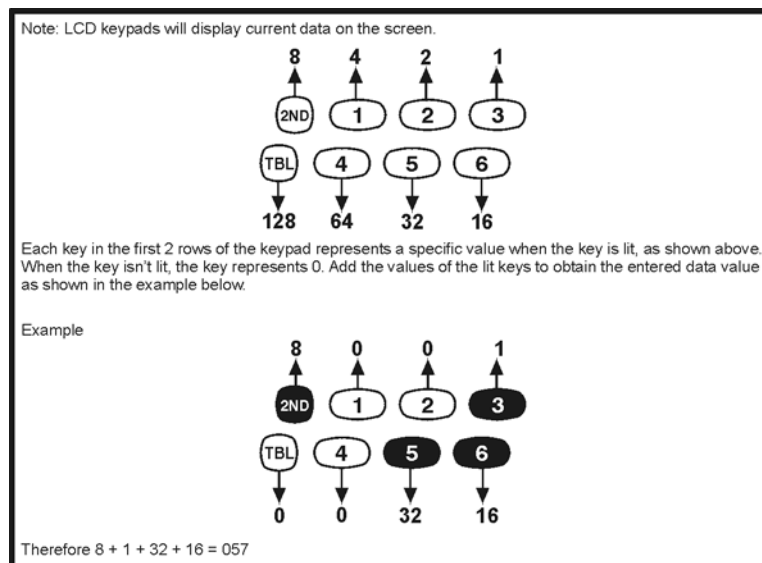 Note: LCD keypads will display current data on the screen.
8 4 2 1
2ND 1 2 3
TBL 4 5 6
128 64 32 16
Each key in the first 2 rows of the keypad represents a specific value when the key is lit, as shown above.
When the key isn't lit, the key represents 0. Add the values of the lit keys to obtain the entered data value
as shown in the example below.
Example
8 0 0 1
2ND 1 2 3
TBL 4 5 6
0 0 32 16
Therefore 8 + 1 + 32 + 16 = 057